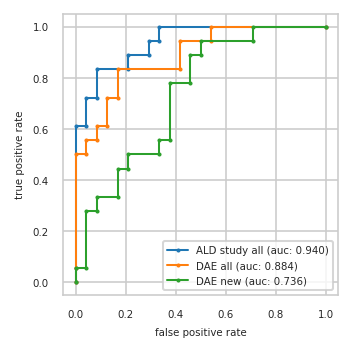 1.0
0.8
0.6
0.4
0.2
0.0
true positive rate
ALD study all (auc: 0.940)
DAE all (auc: 0.884)
DAE new (auc: 0.736)
0.0 0.2 0.4 0.6 0.8 1.0
false positive rate